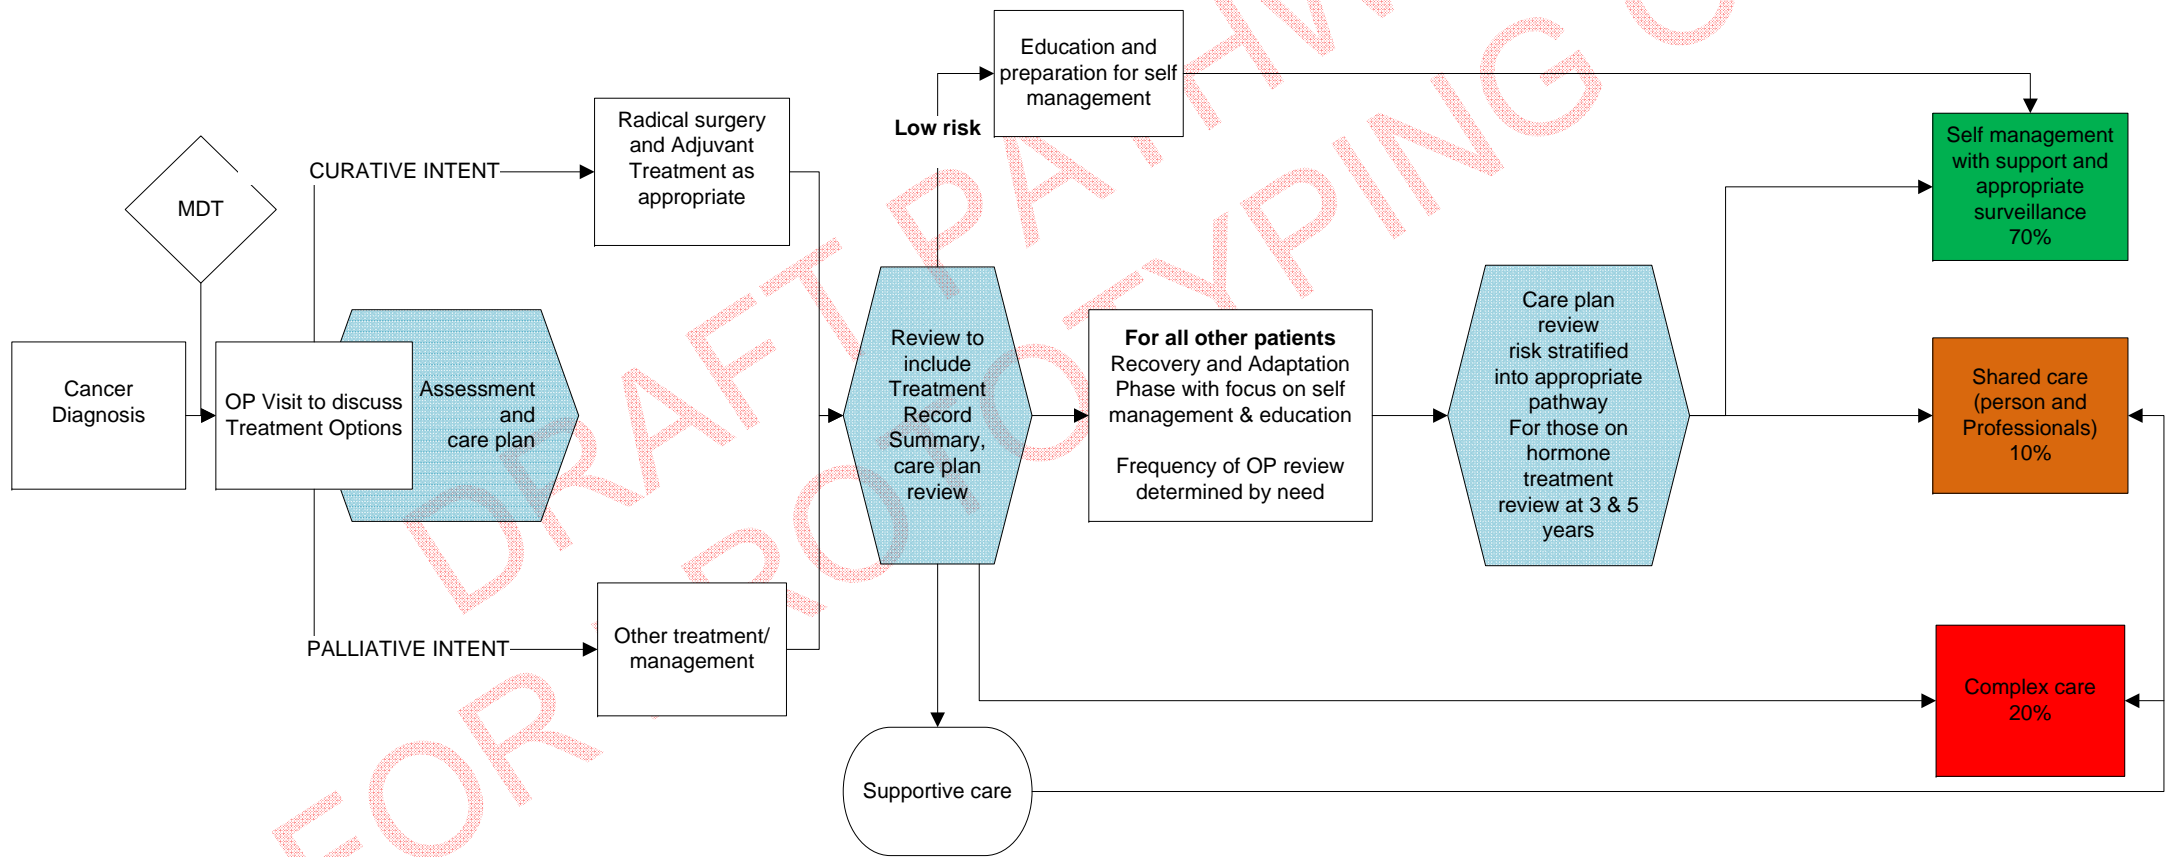 MDT
Cancer
Diagnosis
OP Visit to discuss
Treatment Options
Assessment
and
care plan
CURATIVE INTENT
Radical surgery
and Adjuvant
Treatment as
appropriate
PALLIATIVE INTENT
Other treatment/
management
Review to
include
Treatment
Record
Summary,
care plan
review
Low risk
Education and
preparation for self
management
For all other patients
Recovery and Adaptation
Phase with focus on self
management & education
Frequency of OP review
determined by need
Supportive care
Care plan
review
risk stratified
into appropriate
pathway
For those on
hormone
treatment
review at 3 & 5
years
Self management
with support and
appropriate
surveillance
70%
Shared care
(person and
Professionals)
10%
Complex care
20%
DRAFT PATHW
FOR PROTOTYPING O